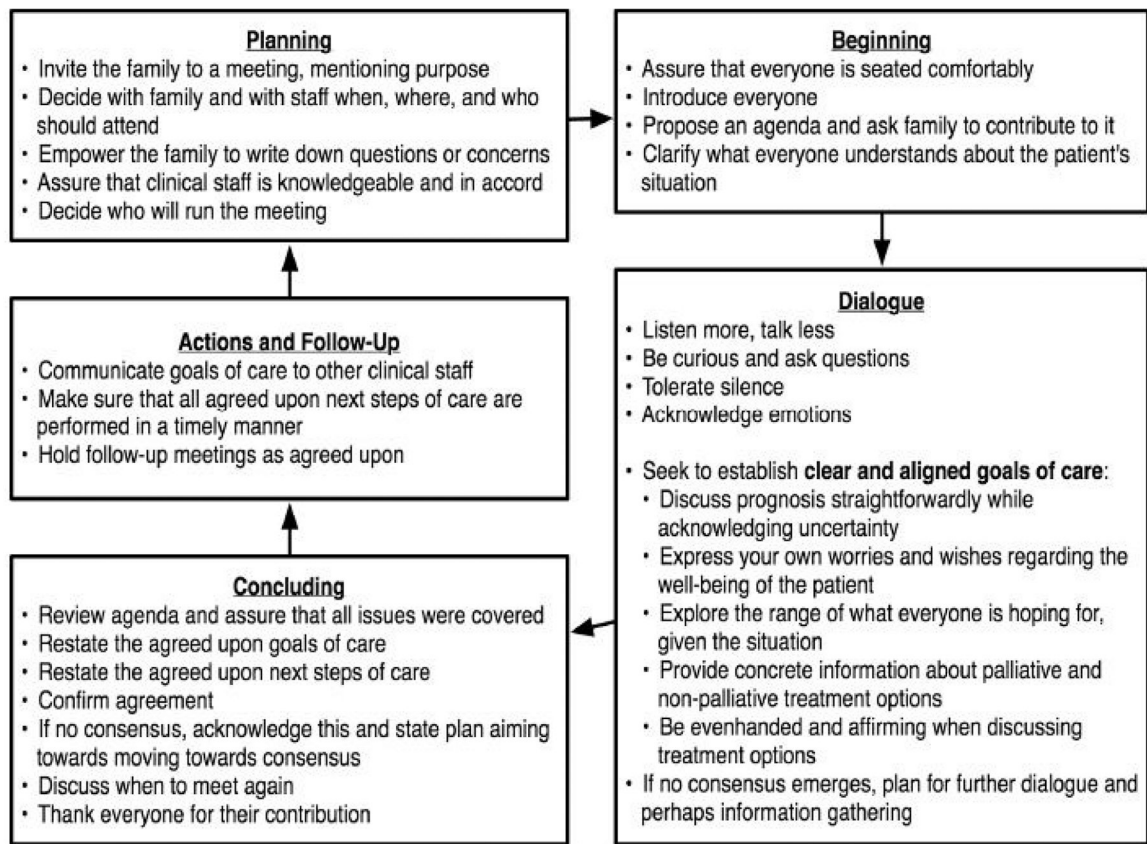 Planning
• Invite the family to a meeting, mentioning purpose
• Decide with family and with staff when, where, and who
should attend
• Empower the family to write down questions or concerns
• Assure that clinical staff is knowledgeable and in accord
• Decide who will run the meeting
Beginning
• Assure that everyone is seated comfortably
• Introduce everyone
• Propose an agenda and ask family to contribute to it
• Clarify what everyone understands about the patient's
situation
Dialogue
• Listen more, talk less
• Be curious and ask questions
• Tolerate silence
• Acknowledge emotions
• Seek to establish clear and aligned goals of care:
• Discuss prognosis straightforwardly while
acknowledging uncertainty
• Express your own worries and wishes regarding the
well-being of the patient
• Explore the range of what everyone is hoping for,
given the situation
• Provide concrete information about palliative and
non-palliative treatment options
• Be evenhanded and affirming when discussing
treatment options
• If no consensus emerges, plan for further dialogue and
perhaps information gathering
Concluding
• Review agenda and assure that all issues were covered
• Restate the agreed upon goals of care
• Restate the agreed upon next steps of care
• Confirm agreement
• If no consensus, acknowledge this and state plan aiming
towards moving towards consensus
• Discuss when to meet again
• Thank everyone for their contribution
Actions and Follow-Up
• Communicate goals of care to other clinical staff
• Make sure that all agreed upon next steps of care are
performed in a timely manner
• Hold follow-up meetings as agreed upon